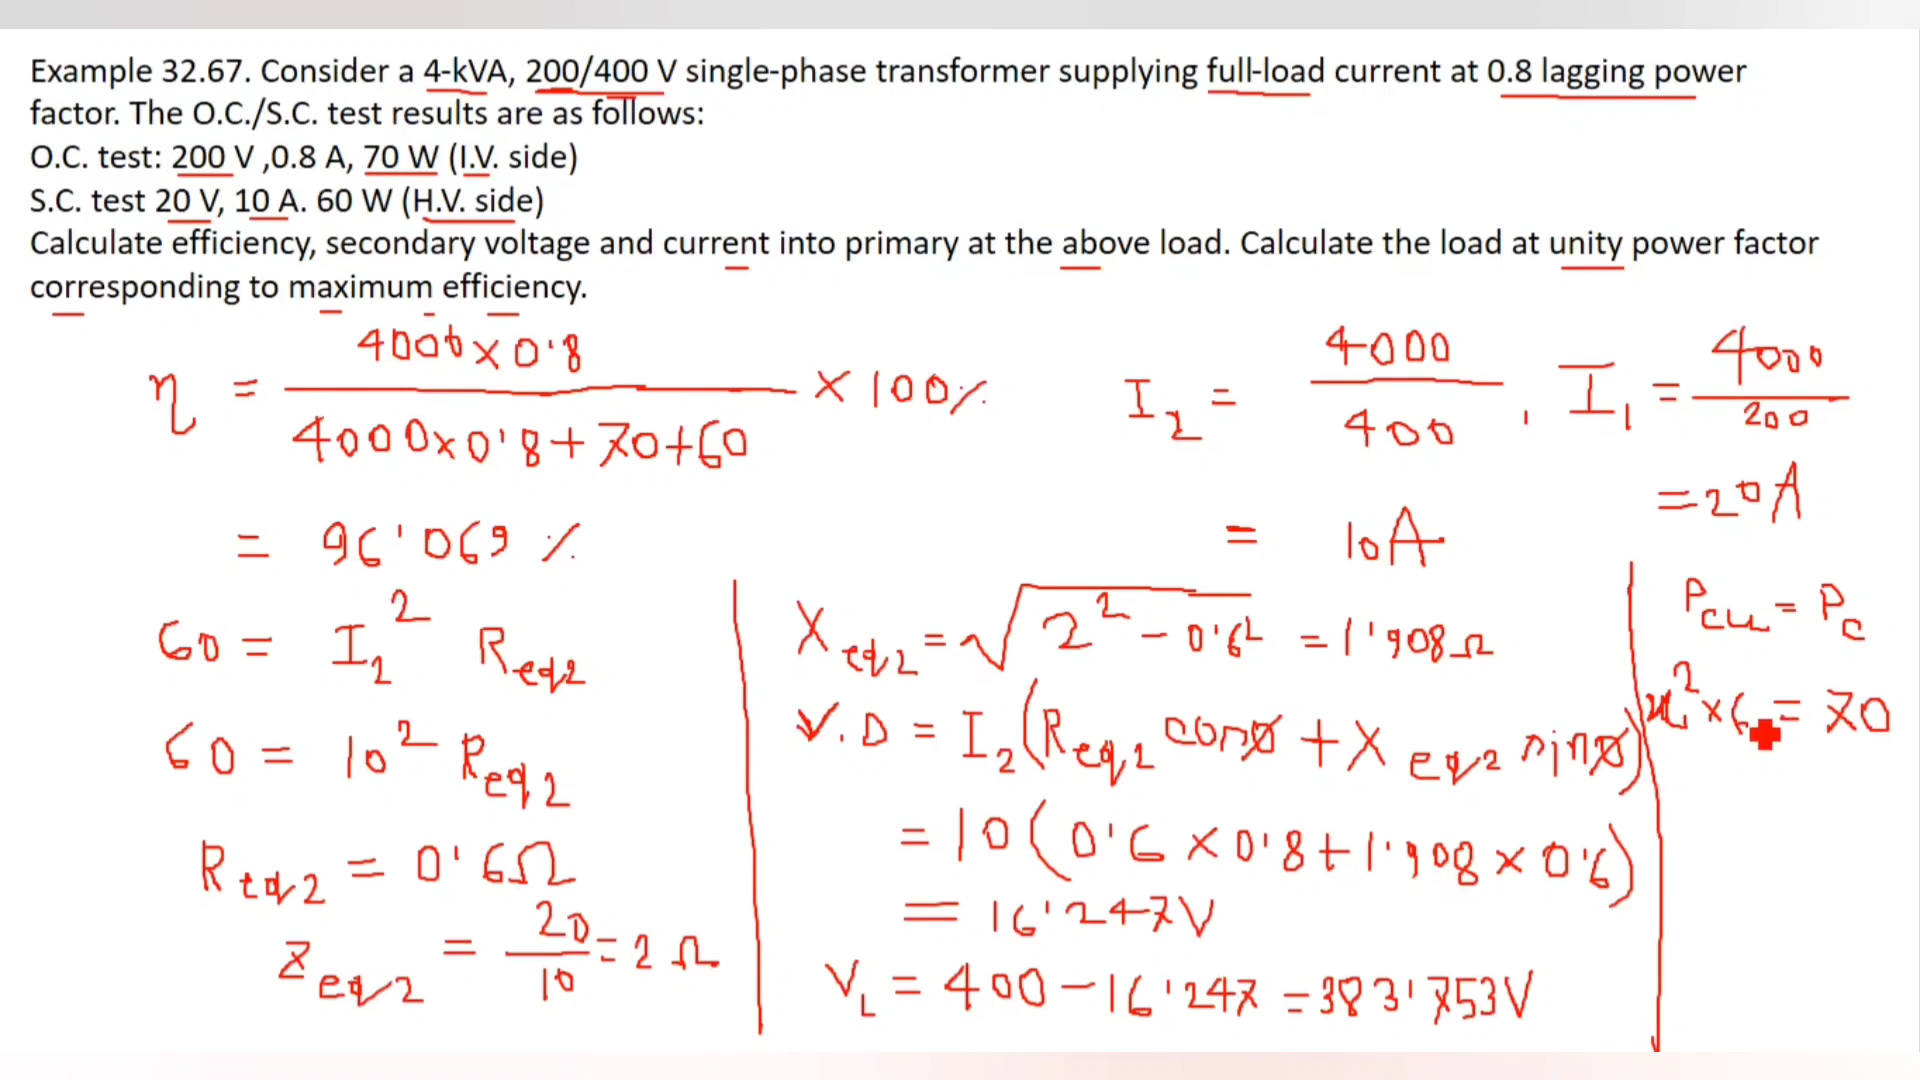 Example 32.67. Consider a 4-kVA, 200/400 V single-phase transformer supplying full-load current at 0.8 lagging power
factor. The O.C./S.C. test results are as follows:
O.C. test: 200 V ,0.8 A, 70 W (I.V. side)
S.C. test 20 V, 10 A. 60 W (H.V. side)
Calculate efficiency, secondary voltage and current into primary at the above load. Calculate the load at unity power factor
corresponding to maximum efficiency.
η = 4000×0.8 / 4000×0.8+70+60 ×100%
= 96.069 %
60 = I₂² Req2
60 = 10² Req2
Req2 = 0.6Ω
Zeq2 = 20/10 = 2 Ω
I₂ = 4000/400 , I₁ = 4000/200
= 10A
= 20A
Xeq2 = √2² − 0.6² = 1.908Ω
V.D = I₂(Req2 cosø + Xeq2 sinø)
= 10(0.6×0.8+1.908×0.6)
= 16.247V
VL = 400−16.247 = 383.753V
Pcu = Pc
= 70